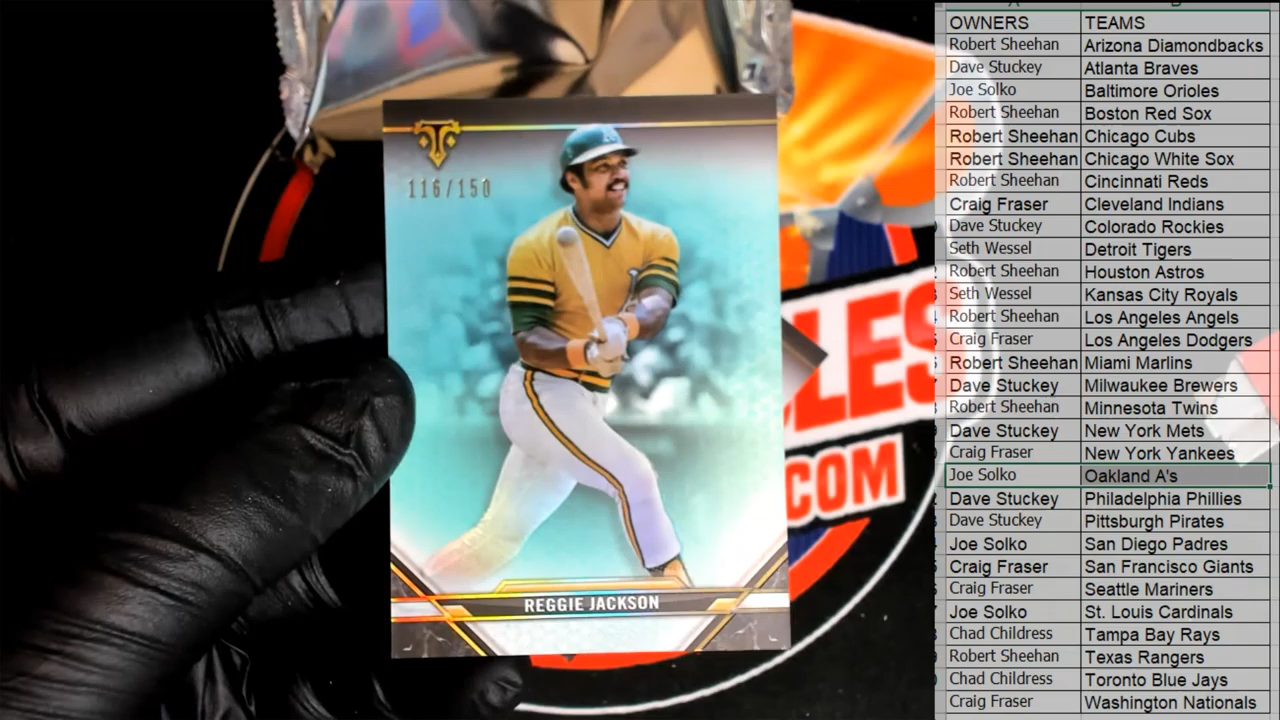 116/150
REGGIE JACKSON
LES
COM
OWNERS TEAMS
Robert Sheehan Arizona Diamondbacks
Dave Stuckey Atlanta Braves
Joe Solko Baltimore Orioles
Robert Sheehan Boston Red Sox
Robert Sheehan Chicago Cubs
Robert Sheehan Chicago White Sox
Robert Sheehan Cincinnati Reds
Craig Fraser Cleveland Indians
Dave Stuckey Colorado Rockies
Seth Wessel Detroit Tigers
Robert Sheehan Houston Astros
Seth Wessel Kansas City Royals
Robert Sheehan Los Angeles Angels
Craig Fraser Los Angeles Dodgers
Robert Sheehan Miami Marlins
Dave Stuckey Milwaukee Brewers
Robert Sheehan Minnesota Twins
Dave Stuckey New York Mets
Craig Fraser New York Yankees
Joe Solko Oakland A's
Dave Stuckey Philadelphia Phillies
Dave Stuckey Pittsburgh Pirates
Joe Solko San Diego Padres
Craig Fraser San Francisco Giants
Craig Fraser Seattle Mariners
Joe Solko St. Louis Cardinals
Chad Childress Tampa Bay Rays
Robert Sheehan Texas Rangers
Chad Childress Toronto Blue Jays
Craig Fraser Washington Nationals